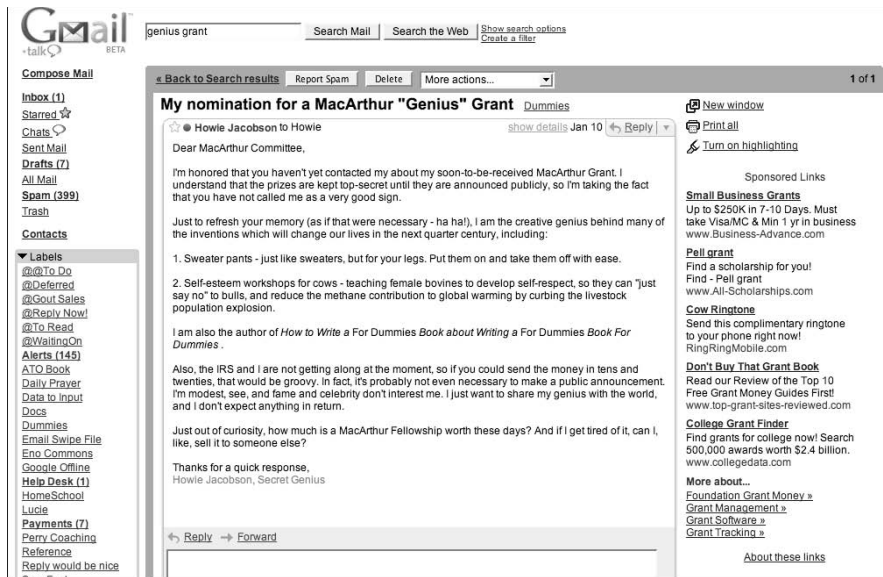 Gmail™
+talk BETA
genius grant
Search Mail
Search the Web
Show search options
Create a filter
Compose Mail
Inbox (1)
Starred
Chats
Sent Mail
Drafts (7)
All Mail
Spam (399)
Trash
Contacts
Labels
@@To Do
@Deferred
@Gout Sales
@Reply Now!
@To Read
@WaitingOn
Alerts (145)
ATO Book
Daily Prayer
Data to Input
Docs
Dummies
Email Swipe File
Eno Commons
Google Offline
Help Desk (1)
HomeSchool
Lucie
Payments (7)
Perry Coaching
Reference
Reply would be nice
« Back to Search results
Report Spam
Delete
More actions...
1 of 1
My nomination for a MacArthur "Genius" Grant Dummies
Howie Jacobson to Howie
show details Jan 10
Reply
Dear MacArthur Committee,
I'm honored that you haven't yet contacted my about my soon-to-be-received MacArthur Grant. I
understand that the prizes are kept top-secret until they are announced publicly, so I'm taking the fact
that you have not called me as a very good sign.
Just to refresh your memory (as if that were necessary - ha ha!), I am the creative genius behind many of
the inventions which will change our lives in the next quarter century, including:
1. Sweater pants - just like sweaters, but for your legs. Put them on and take them off with ease.
2. Self-esteem workshops for cows - teaching female bovines to develop self-respect, so they can "just
say no" to bulls, and reduce the methane contribution to global warming by curbing the livestock
population explosion.
I am also the author of How to Write a For Dummies Book about Writing a For Dummies Book For
Dummies .
Also, the IRS and I are not getting along at the moment, so if you could send the money in tens and
twenties, that would be groovy. In fact, it's probably not even necessary to make a public announcement.
I'm modest, see, and fame and celebrity don't interest me. I just want to share my genius with the world,
and I don't expect anything in return.
Just out of curiosity, how much is a MacArthur Fellowship worth these days? And if I get tired of it, can I,
like, sell it to someone else?
Thanks for a quick response,
Howie Jacobson, Secret Genius
Reply
Forward
New window
Print all
Turn on highlighting
Sponsored Links
Small Business Grants
Up to $250K in 7-10 Days. Must
take Visa/MC & Min 1 yr in business
www.Business-Advance.com
Pell grant
Find a scholarship for you!
Find - Pell grant
www.All-Scholarships.com
Cow Ringtone
Send this complimentary ringtone
to your phone right now!
RingRingMobile.com
Don't Buy That Grant Book
Read our Review of the Top 10
Free Grant Money Guides First!
www.top-grant-sites-reviewed.com
College Grant Finder
Find grants for college now! Search
500,000 awards worth $2.4 billion.
www.collegedata.com
More about...
Foundation Grant Money »
Grant Management »
Grant Software »
Grant Tracking »
About these links